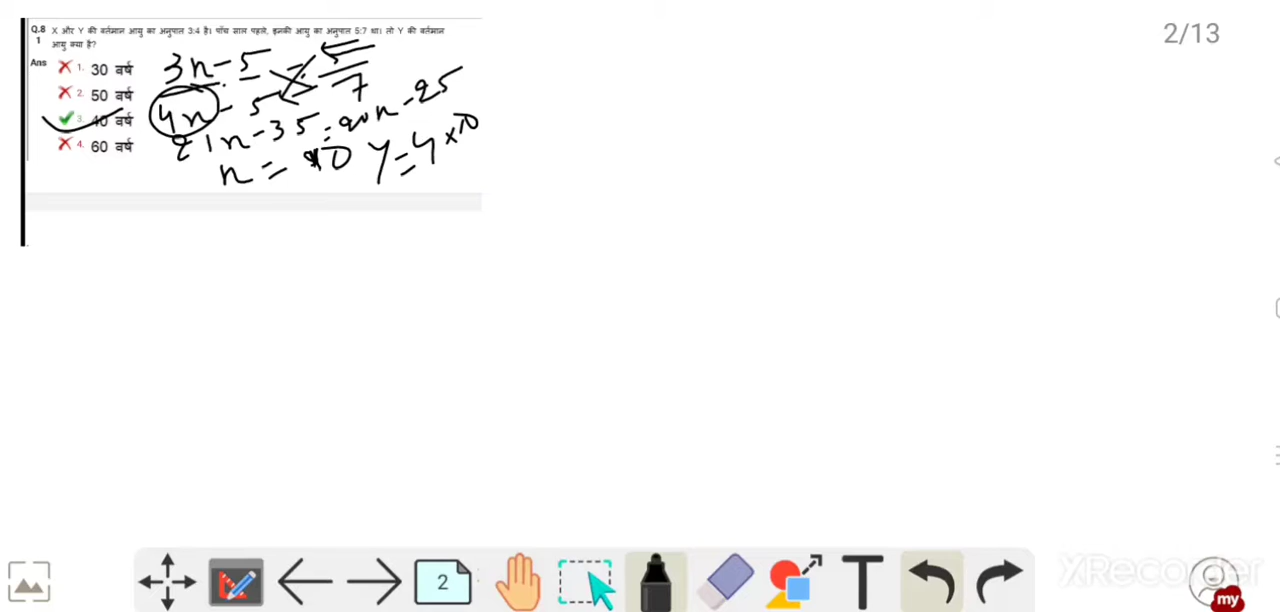 2/13
Q.8 X और Y की वर्तमान आयु का अनुपात 3:4 है। पाँच साल पहले, इनकी आयु का अनुपात 5:7 था। तो Y की वर्तमान
1 आयु क्या है?
Ans 1. 30 वर्ष
2. 50 वर्ष
3. 40 वर्ष
4. 60 वर्ष
3n-5 = 5
4n-5 7
21n-35=20n-25
n=10 Y=4×10
2
T
XRecorder
my